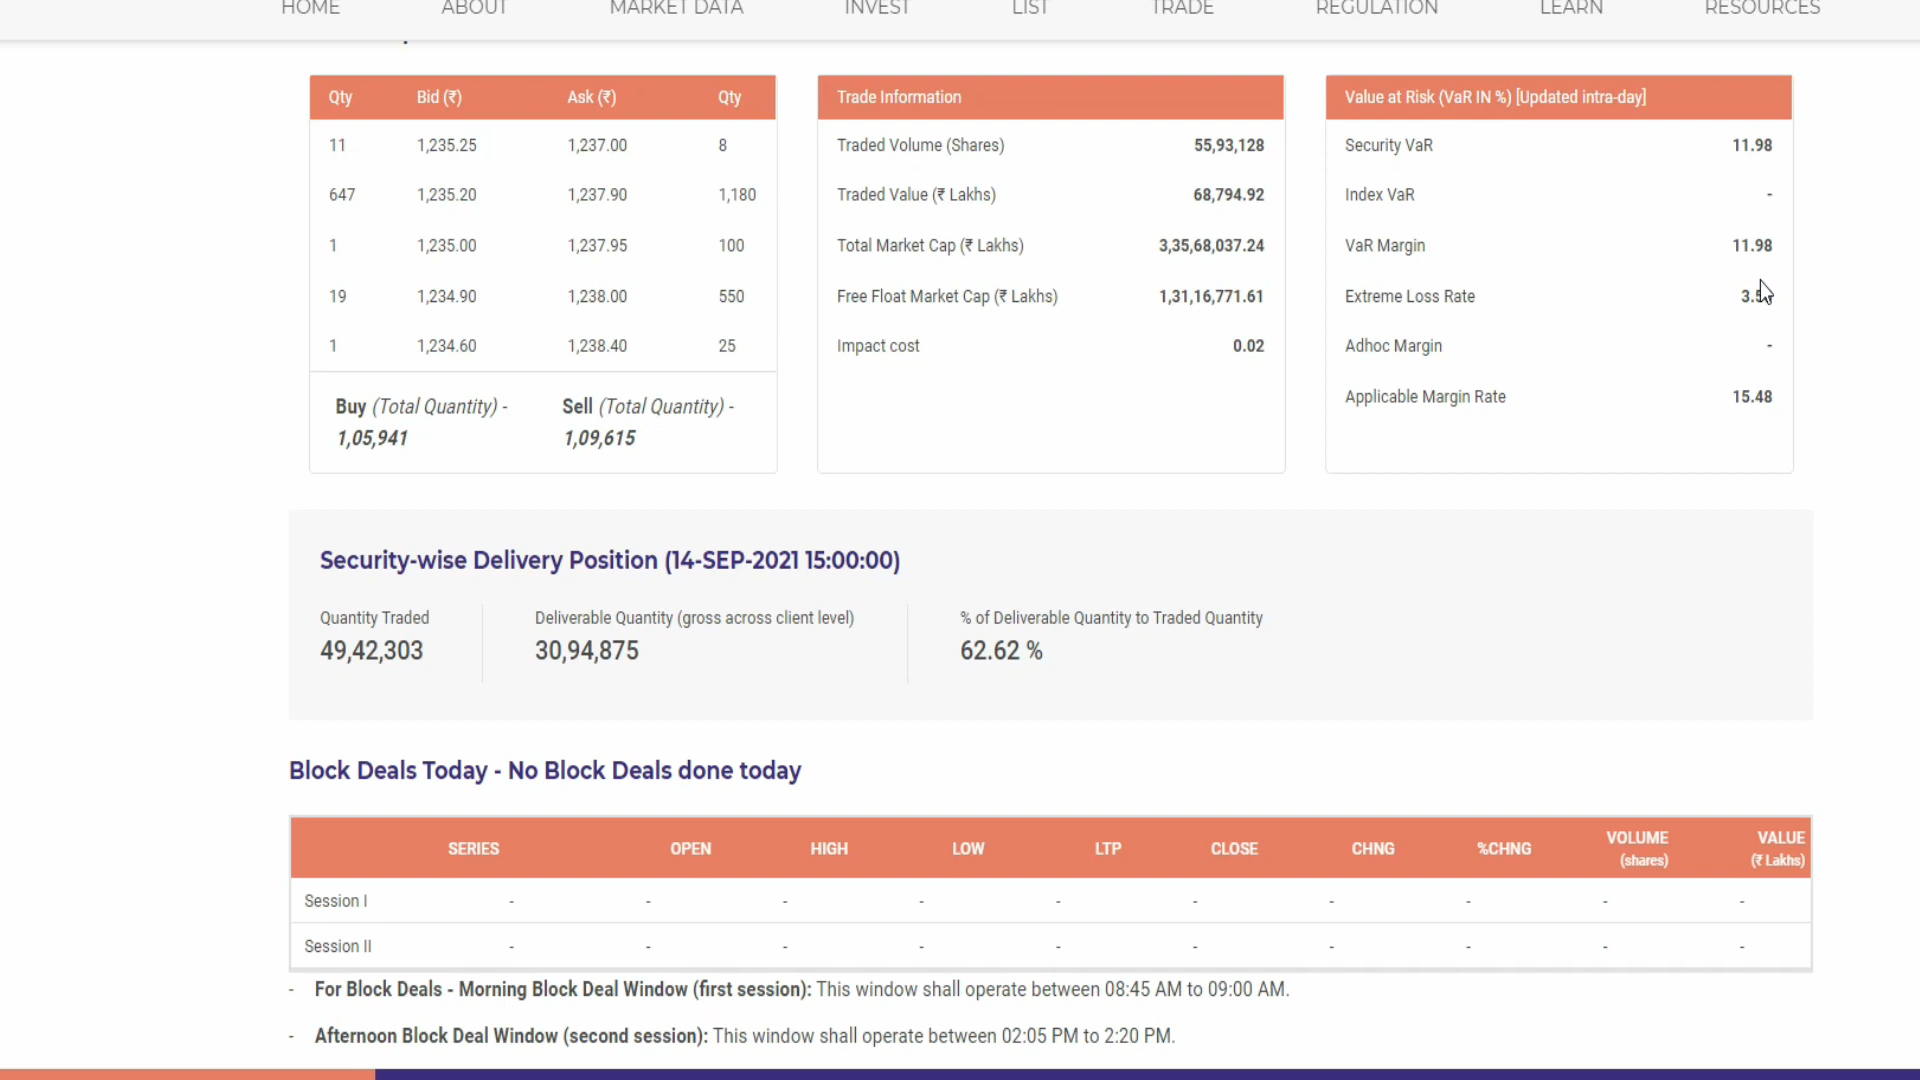 HOME ABOUT MARKET DATA INVEST LIST TRADE REGULATION LEARN RESOURCES
Qty Bid (₹) Ask (₹) Qty
11 1,235.25 1,237.00 8
647 1,235.20 1,237.90 1,180
1 1,235.00 1,237.95 100
19 1,234.90 1,238.00 550
1 1,234.60 1,238.40 25
Buy (Total Quantity) - 1,05,941
Sell (Total Quantity) - 1,09,615
Trade Information
Traded Volume (Shares) 55,93,128
Traded Value (₹ Lakhs) 68,794.92
Total Market Cap (₹ Lakhs) 3,35,68,037.24
Free Float Market Cap (₹ Lakhs) 1,31,16,771.61
Impact cost 0.02
Value at Risk (VaR IN %) [Updated intra-day]
Security VaR 11.98
Index VaR -
VaR Margin 11.98
Extreme Loss Rate
Adhoc Margin -
Applicable Margin Rate 15.48
Security-wise Delivery Position (14-SEP-2021 15:00:00)
Quantity Traded Deliverable Quantity (gross across client level) % of Deliverable Quantity to Traded Quantity
49,42,303 30,94,875 62.62 %
Block Deals Today - No Block Deals done today
SERIES OPEN HIGH LOW LTP CLOSE CHNG %CHNG VOLUME (shares) VALUE (₹ Lakhs)
Session I - - - - - - - - - -
Session II - - - - - - - - - -
- For Block Deals - Morning Block Deal Window (first session): This window shall operate between 08:45 AM to 09:00 AM.
- Afternoon Block Deal Window (second session): This window shall operate between 02:05 PM to 2:20 PM.